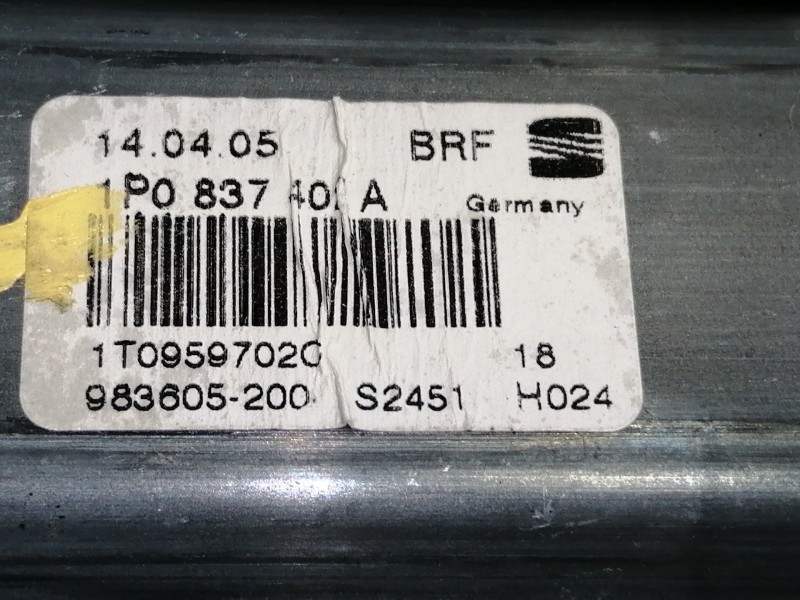 14.04.05 BRF
1P0 837 A
Germany
1T0959702C 18
983605-200 S2451 H024